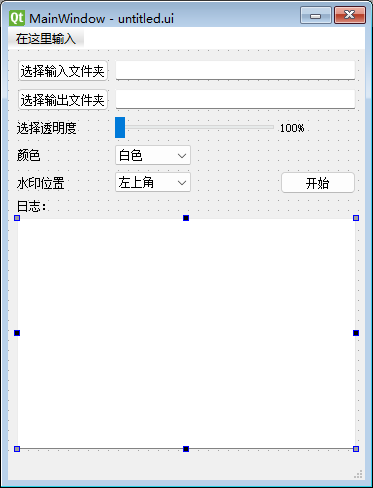 MainWindow - untitled.ui
在这里输入
选择输入文件夹
选择输出文件夹
选择透明度 100%
颜色 白色
水印位置 左上角 开始
日志：